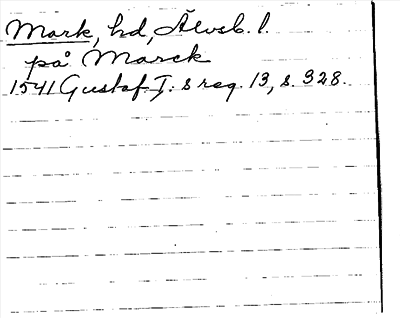 Mark, hd, Älvsb. l.
på Marck
1541 Gustaf I: s reg. 13, s. 328.